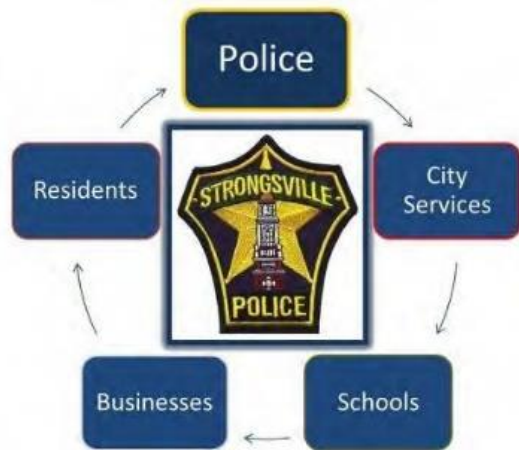 Police
City
Services
Schools
Businesses
Residents
STRONGSVILLE
POLICE